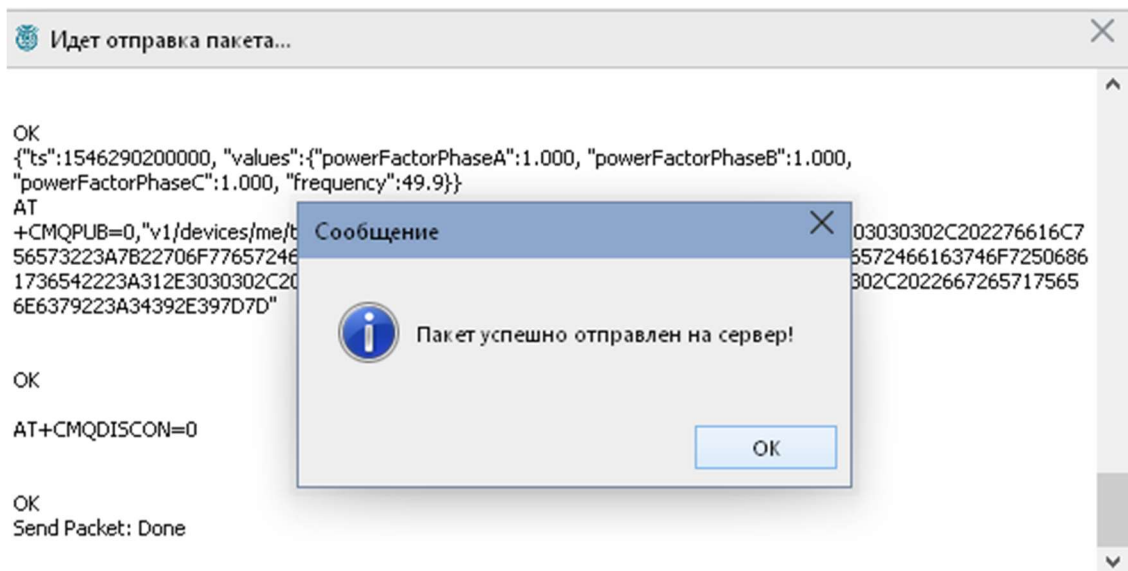 Идет отправка пакета...
OK
{"ts":1546290200000, "values":{"powerFactorPhaseA":1.000, "powerFactorPhaseB":1.000,
"powerFactorPhaseC":1.000, "frequency":49.9}}
AT
+CMQPUB=0,"v1/devices/me/t 03030302C202276616C7
56573223A7B22706F77657246 6572466163746F7250686
1736542223A312E3030302C20 302C2022667265717565
6E6379223A34392E397D7D"
Сообщение
Пакет успешно отправлен на сервер!
OK
OK
AT+CMQDISCON=0
OK
Send Packet: Done